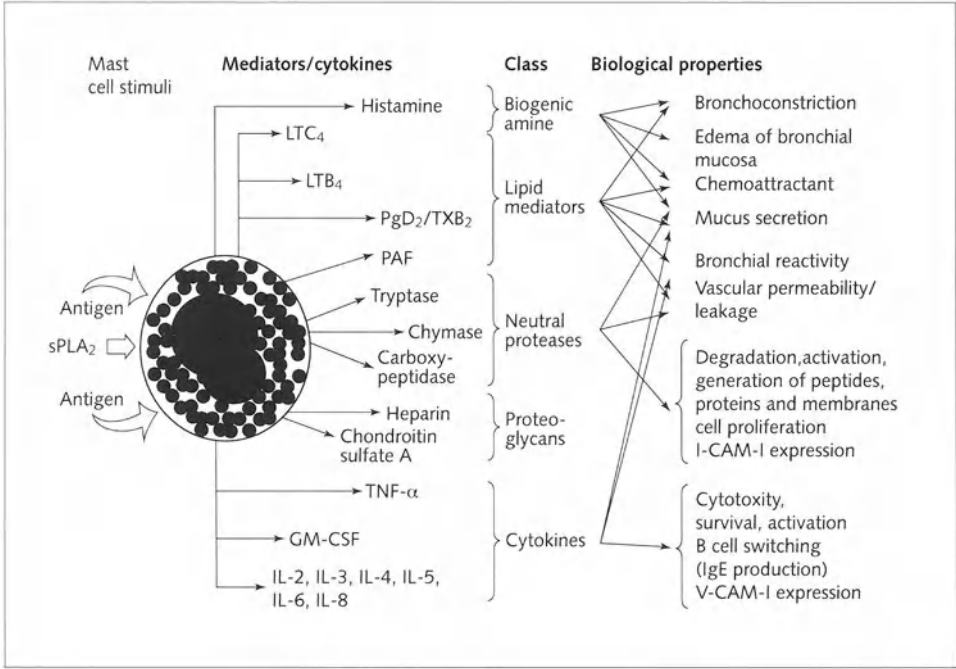 Mast
cell stimuli
Mediators/cytokines
Class
Biological properties
Histamine
LTC4
LTB4
PgD2/TXB2
PAF
Tryptase
Chymase
Carboxy-
peptidase
Heparin
Chondroitin
sulfate A
TNF-α
GM-CSF
IL-2, IL-3, IL-4, IL-5,
IL-6, IL-8
Antigen
sPLA2
Antigen
Biogenic
amine
Lipid
mediators
Neutral
proteases
Proteo-
glycans
Cytokines
Bronchoconstriction
Edema of bronchial
mucosa
Chemoattractant
Mucus secretion
Bronchial reactivity
Vascular permeability/
leakage
Degradation,activation,
generation of peptides,
proteins and membranes
cell proliferation
I-CAM-I expression
Cytotoxity,
survival, activation
B cell switching
(IgE production)
V-CAM-I expression